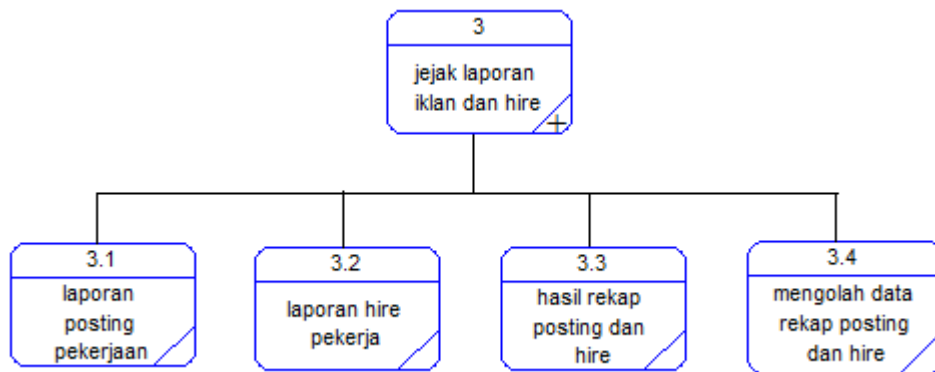 3
jejak laporan
iklan dan hire
3.1
laporan
posting
pekerjaan
3.2
laporan hire
pekerja
3.3
hasil rekap
posting dan
hire
3.4
mengolah data
rekap posting
dan hire